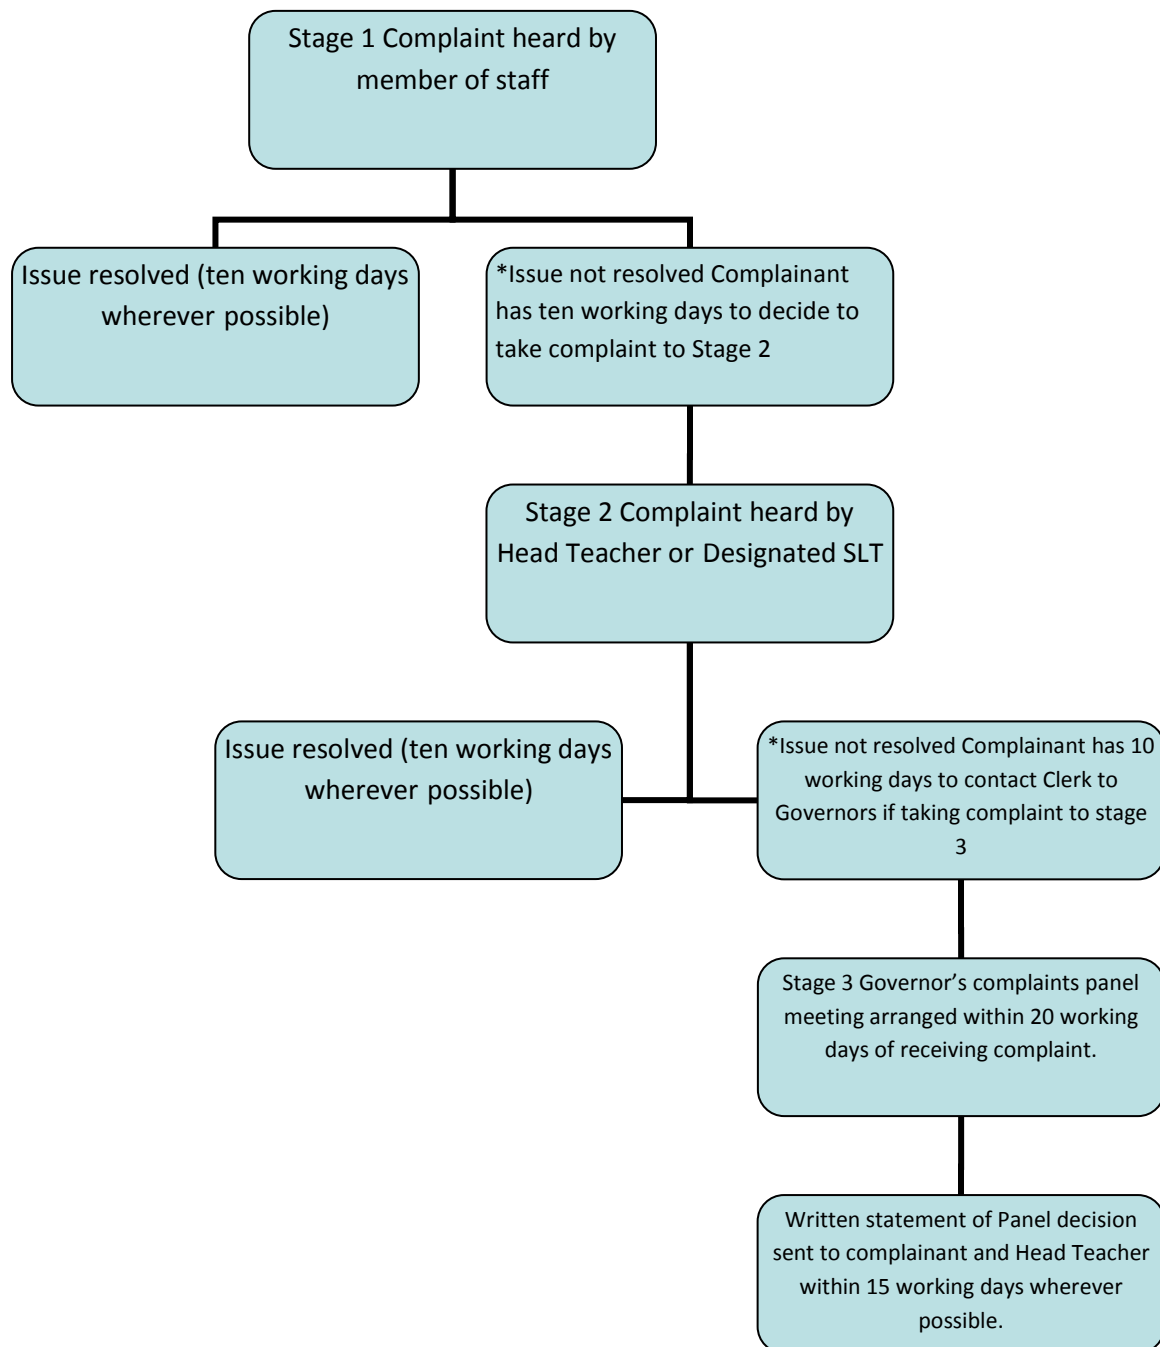 Stage 1 Complaint heard by
member of staff
Issue resolved (ten working days
wherever possible)
*Issue not resolved Complainant
has ten working days to decide to
take complaint to Stage 2
Stage 2 Complaint heard by
Head Teacher or Designated SLT
Issue resolved (ten working days
wherever possible)
*Issue not resolved Complainant has 10
working days to contact Clerk to
Governors if taking complaint to stage
3
Stage 3 Governor’s complaints panel
meeting arranged within 20 working
days of receiving complaint.
Written statement of Panel decision
sent to complainant and Head Teacher
within 15 working days wherever
possible.